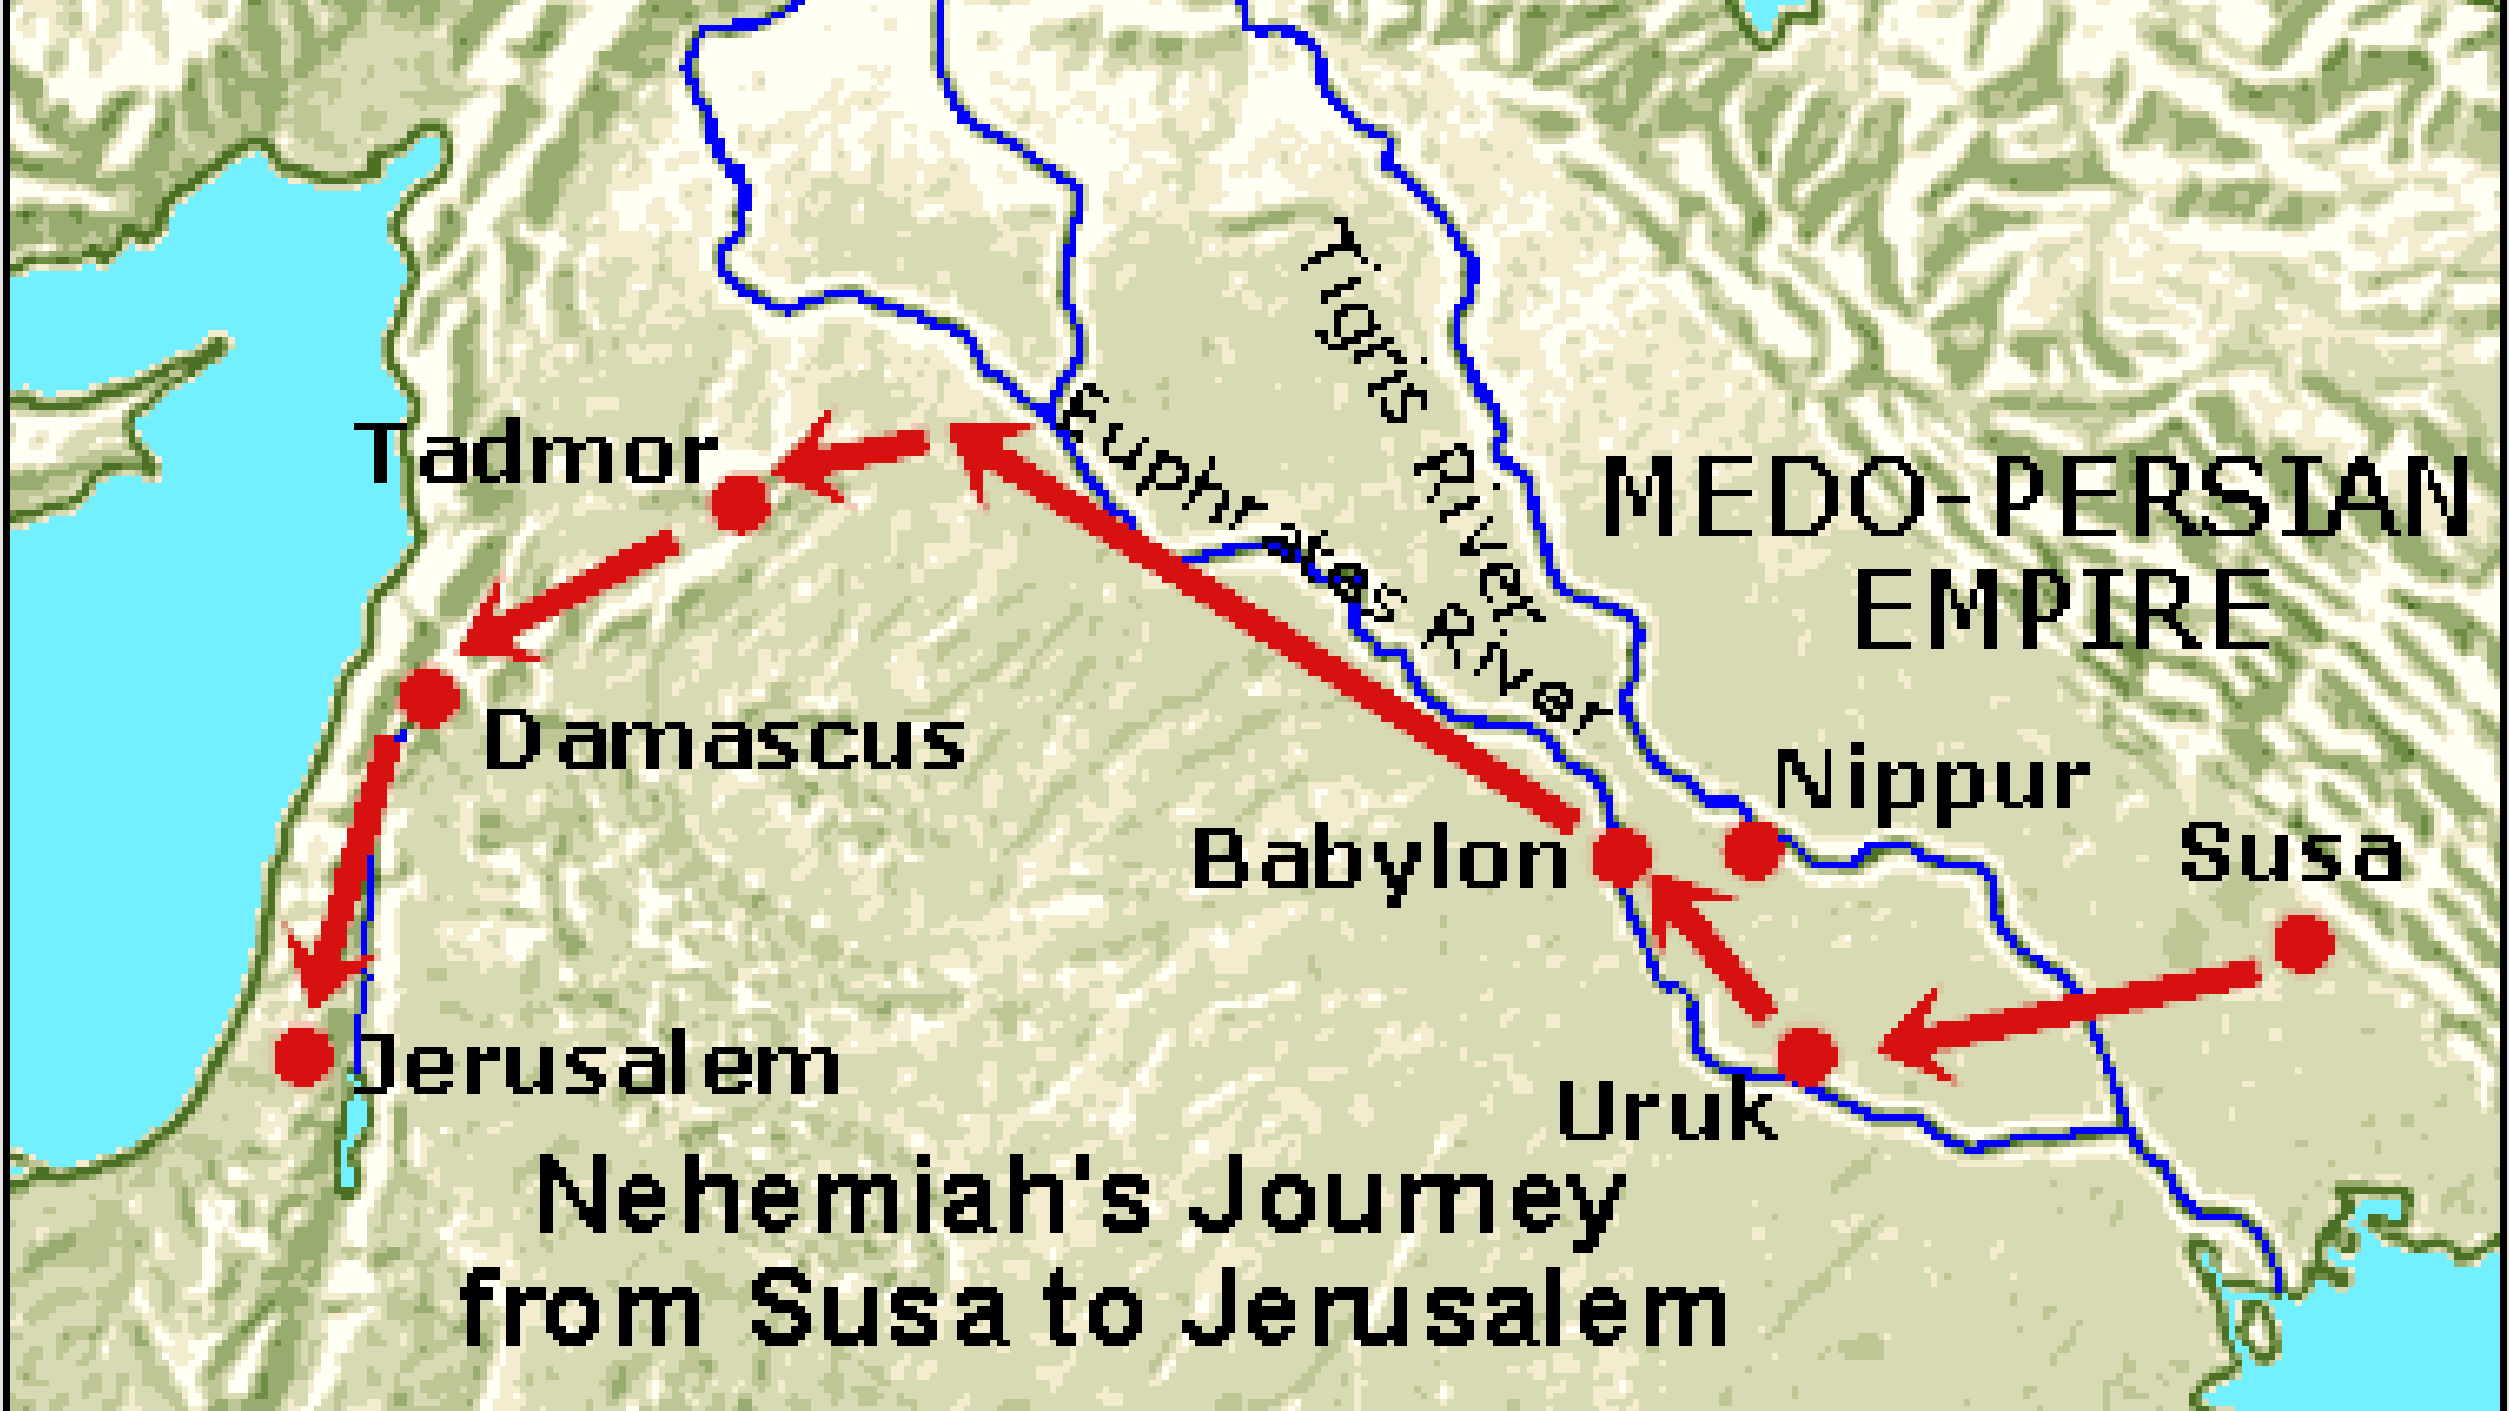 Tigris River
Euphrates River
Tadmor
MEDO-PERSIAN
EMPIRE
Damascus
Nippur
Babylon
Susa
Jerusalem
Uruk
Nehemiah's Journey
from Susa to Jerusalem